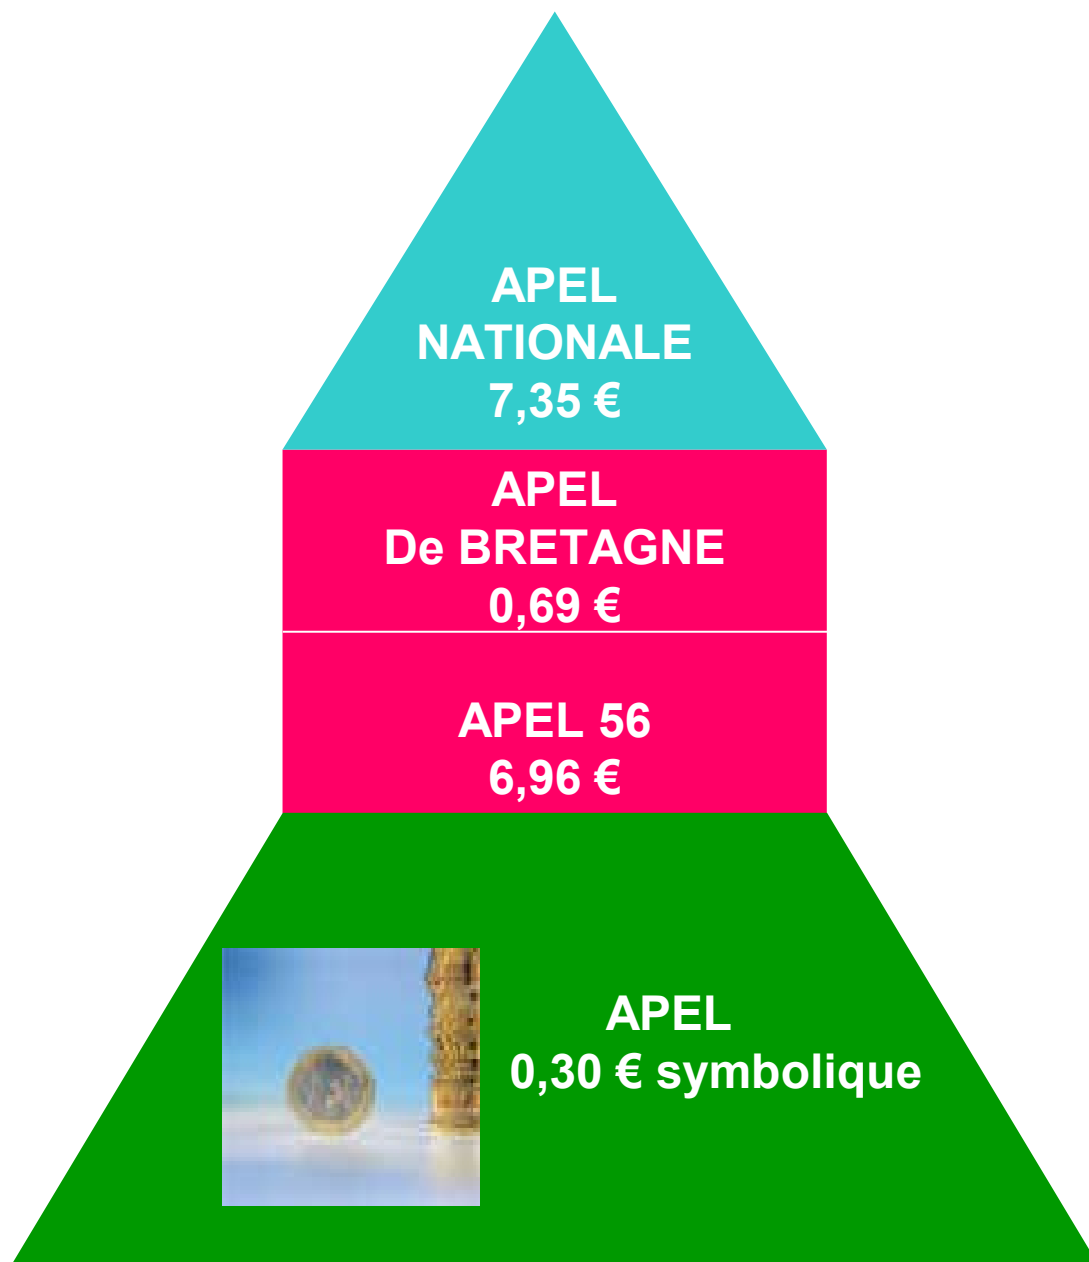 APEL
NATIONALE
7,35 €
APEL
De BRETAGNE
0,69 €
APEL 56
6,96 €
APEL
0,30 € symbolique